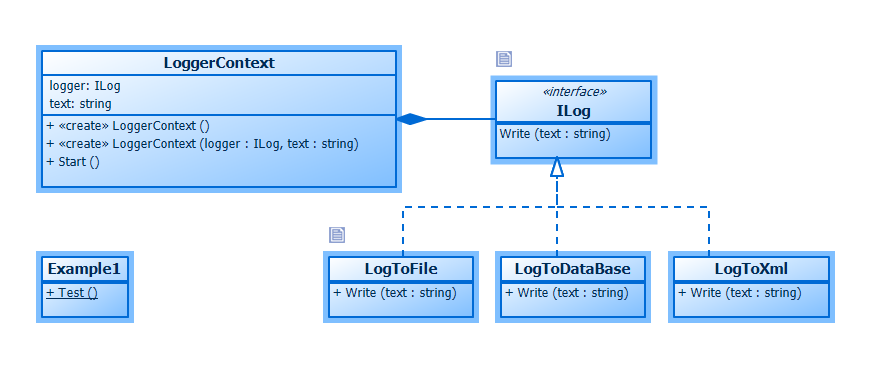 LoggerContext
logger: ILog
text: string
+ «create» LoggerContext ()
+ «create» LoggerContext (logger : ILog, text : string)
+ Start ()
«interface»
ILog
Write (text : string)
Example1
+ Test ()
LogToFile
+ Write (text : string)
LogToDataBase
+ Write (text : string)
LogToXml
+ Write (text : string)